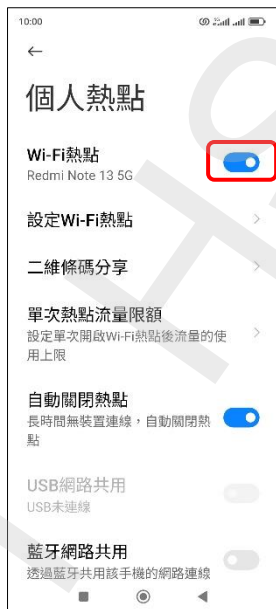 10:00
個人熱點
Wi-Fi熱點
Redmi Note 13 5G
設定Wi-Fi熱點
二維條碼分享
單次熱點流量限額
設定單次開啟Wi-Fi熱點後流量的使
用上限
自動關閉熱點
長時間無裝置連線，自動關閉熱
點
USB網路共用
USB未連線
藍牙網路共用
透過藍牙共用該手機的網路連線